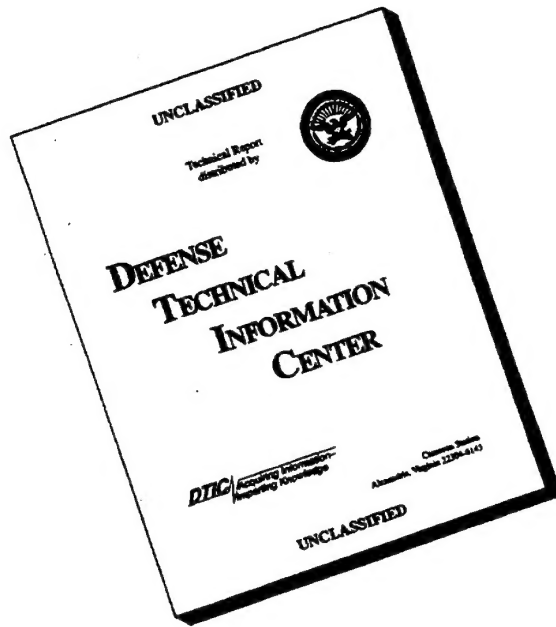 UNCLASSIFIED
Technical Report
distributed by
DEFENSE
TECHNICAL
INFORMATION
CENTER
DTIC Acquiring Information-
Imparting Knowledge
Cameron Station
Alexandria, Virginia 22304-6145
UNCLASSIFIED